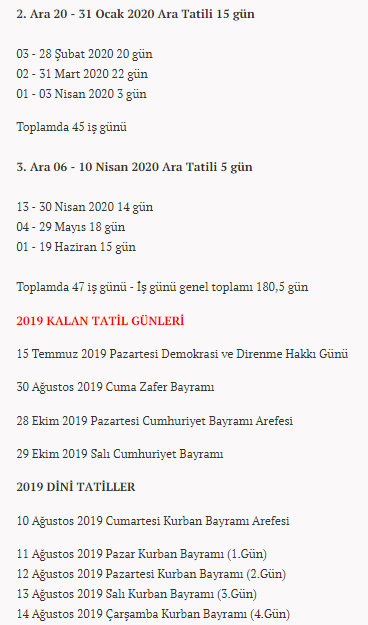 2. Ara 20 - 31 Ocak 2020 Ara Tatili 15 gün
03 - 28 Şubat 2020 20 gün
02 - 31 Mart 2020 22 gün
01 - 03 Nisan 2020 3 gün
Toplamda 45 iş günü
3. Ara 06 - 10 Nisan 2020 Ara Tatili 5 gün
13 - 30 Nisan 2020 14 gün
04 - 29 Mayıs 18 gün
01 - 19 Haziran 15 gün
Toplamda 47 iş günü - İş günü genel toplamı 180,5 gün
2019 KALAN TATİL GÜNLERİ
15 Temmuz 2019 Pazartesi Demokrasi ve Direnme Hakkı Günü
30 Ağustos 2019 Cuma Zafer Bayramı
28 Ekim 2019 Pazartesi Cumhuriyet Bayramı Arefesi
29 Ekim 2019 Salı Cumhuriyet Bayramı
2019 DİNİ TATİLLER
10 Ağustos 2019 Cumartesi Kurban Bayramı Arefesi
11 Ağustos 2019 Pazar Kurban Bayramı (1.Gün)
12 Ağustos 2019 Pazartesi Kurban Bayramı (2.Gün)
13 Ağustos 2019 Salı Kurban Bayramı (3.Gün)
14 Ağustos 2019 Çarşamba Kurban Bayramı (4.Gün)